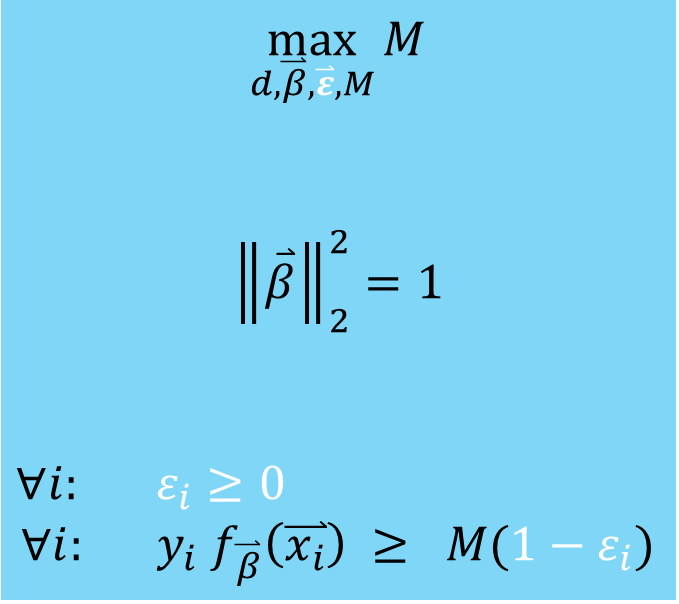 max M
d,β⃗,ε⃗,M
‖β⃗‖₂² = 1
∀i: εᵢ ≥ 0
∀i: yᵢ f_β⃗(x⃗ᵢ) ≥ M(1 − εᵢ)